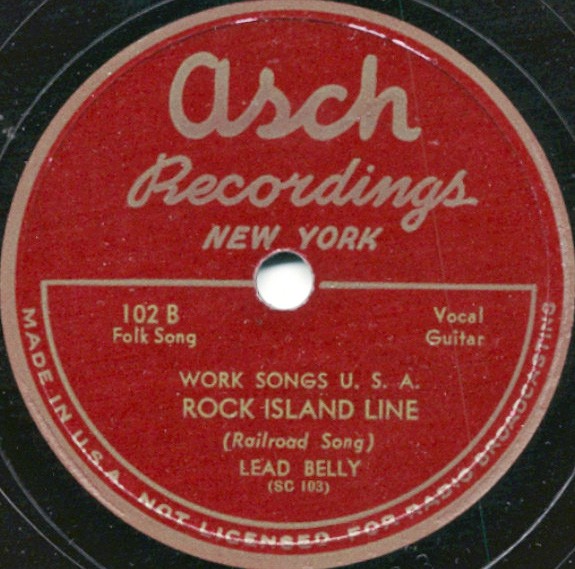 Asch
Recordings
NEW YORK
102 B
Folk Song
Vocal
Guitar
WORK SONGS U. S. A.
ROCK ISLAND LINE
(Railroad Song)
LEAD BELLY
(SC 103)
MADE IN U.S.A. NOT LICENSED FOR RADIO BROADCASTING